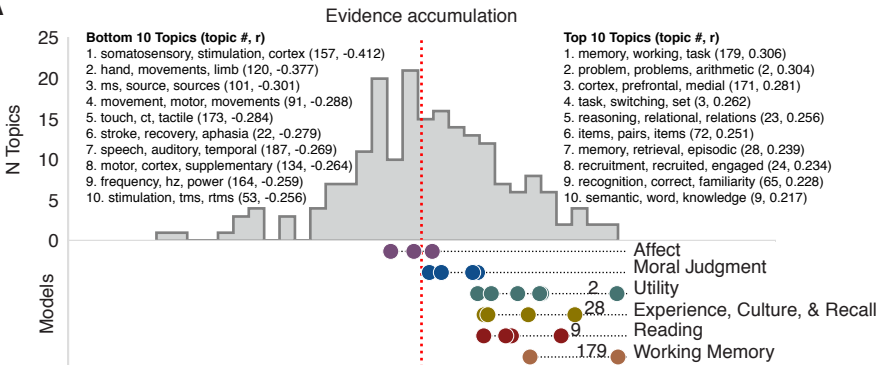 A
Evidence accumulation
Bottom 10 Topics (topic #, r)
1. somatosensory, stimulation, cortex (157, -0.412)
2. hand, movements, limb (120, -0.377)
3. ms, source, sources (101, -0.301)
4. movement, motor, movements (91, -0.288)
5. touch, ct, tactile (173, -0.284)
6. stroke, recovery, aphasia (22, -0.279)
7. speech, auditory, temporal (187, -0.269)
8. motor, cortex, supplementary (134, -0.264)
9. frequency, hz, power (164, -0.259)
10. stimulation, tms, rtms (53, -0.256)
Top 10 Topics (topic #, r)
1. memory, working, task (179, 0.306)
2. problem, problems, arithmetic (2, 0.304)
3. cortex, prefrontal, medial (171, 0.281)
4. task, switching, set (3, 0.262)
5. reasoning, relational, relations (23, 0.256)
6. items, pairs, items (72, 0.251)
7. memory, retrieval, episodic (28, 0.239)
8. recruitment, recruited, engaged (24, 0.234)
9. recognition, correct, familiarity (65, 0.228)
10. semantic, word, knowledge (9, 0.217)
N Topics
25
20
15
10
5
0
Models
Affect
Moral Judgment
2 Utility
28 Experience, Culture, & Recall
9 Reading
179 Working Memory